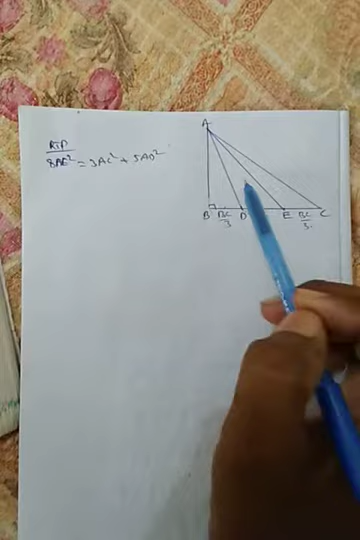 RTP
8AE² = 3AC² + 5AD²
A
B BC/3 D E BC/3 C